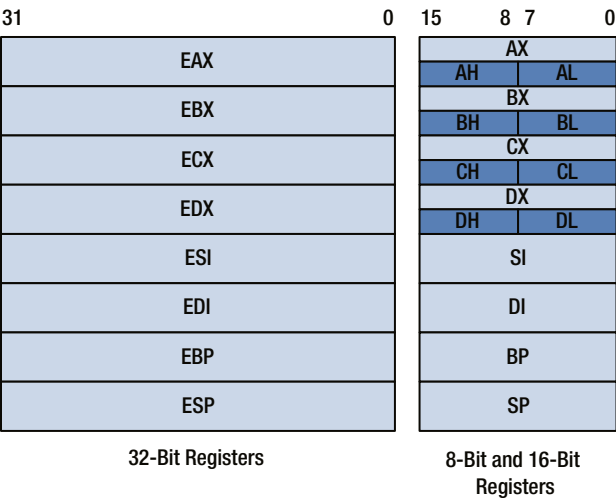 31 0 15 8 7 0
EAX
AX
AH AL
EBX
BX
BH BL
ECX
CX
CH CL
EDX
DX
DH DL
ESI SI
EDI DI
EBP BP
ESP SP
32-Bit Registers
8-Bit and 16-Bit
Registers